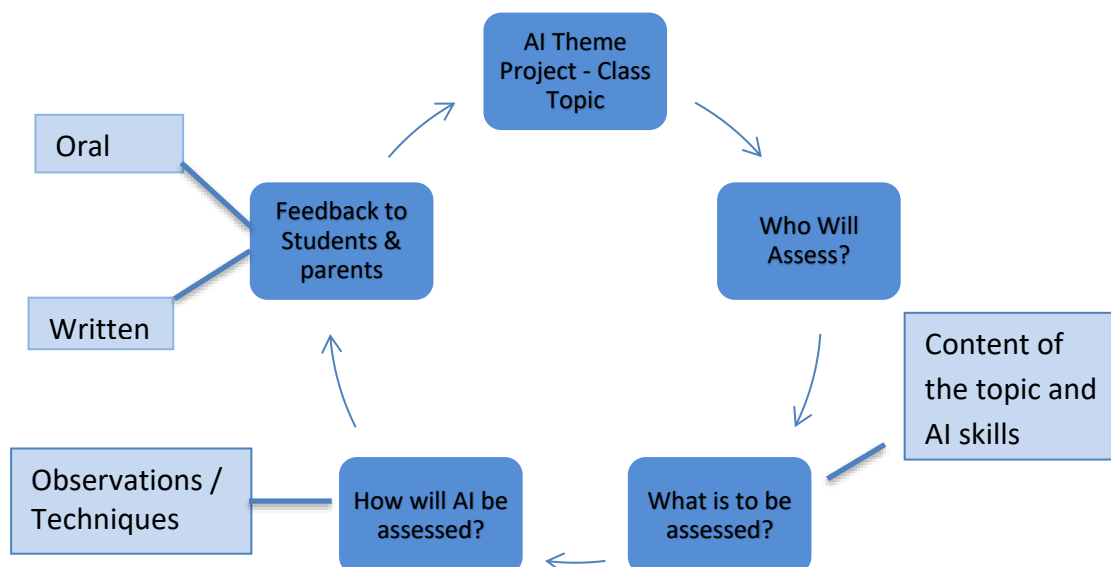 AI Theme
Project - Class
Topic
Oral
Feedback to
Students &
parents
Who Will
Assess?
Written
Content of
the topic and
AI skills
Observations /
Techniques
How will AI be
assessed?
What is to be
assessed?